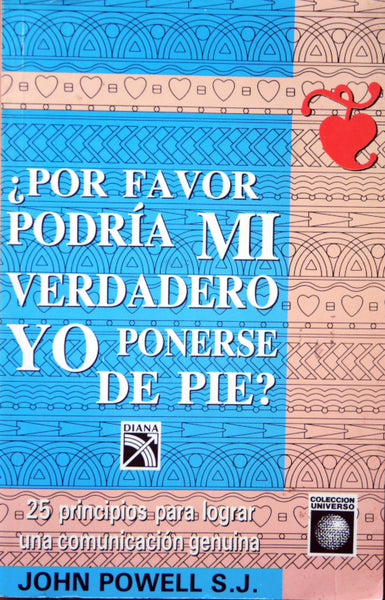 ¿POR FAVOR
PODRÍA MI
VERDADERO
YO PONERSE
DE PIE?
DIANA
25 principios para lograr
una comunicación genuina
COLECCION
UNIVERSO
JOHN POWELL S.J.